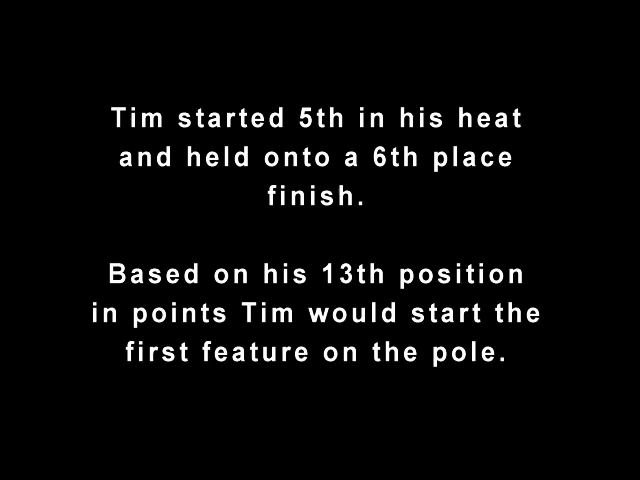 Tim started 5th in his heat
and held onto a 6th place
finish.
Based on his 13th position
in points Tim would start the
first feature on the pole.